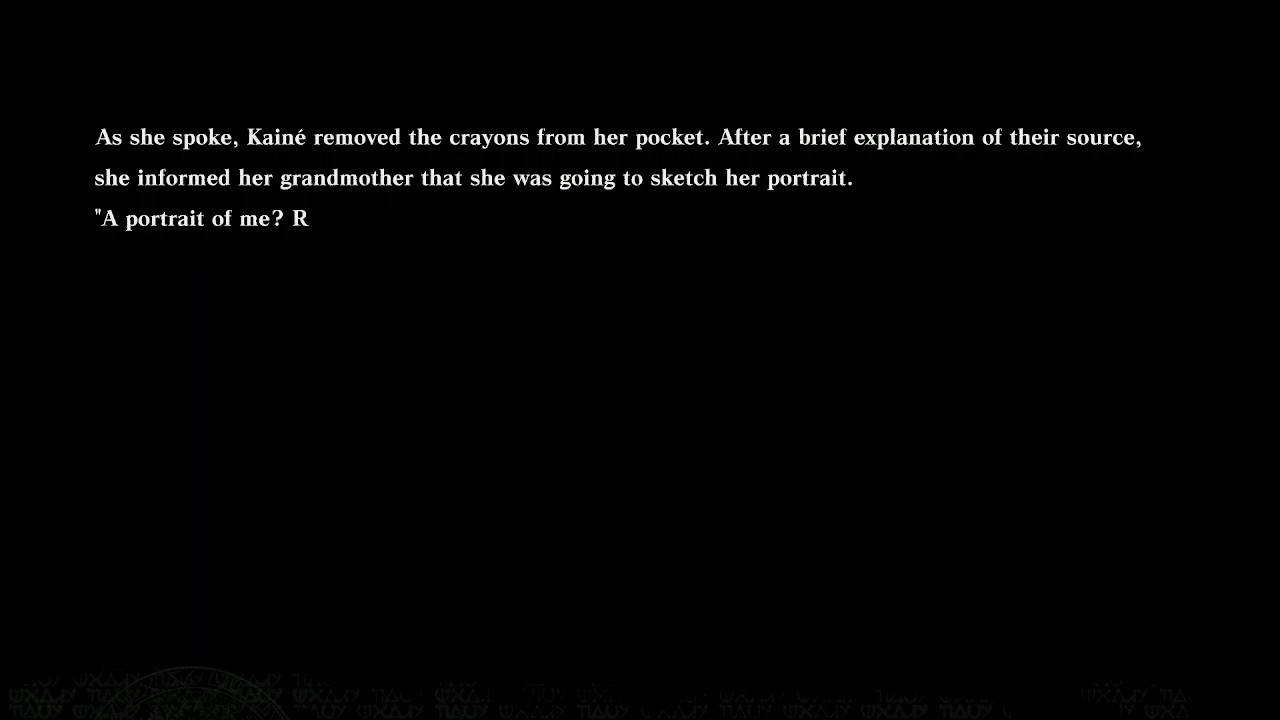 As she spoke, Kainé removed the crayons from her pocket. After a brief explanation of their source,
she informed her grandmother that she was going to sketch her portrait.
"A portrait of me? R